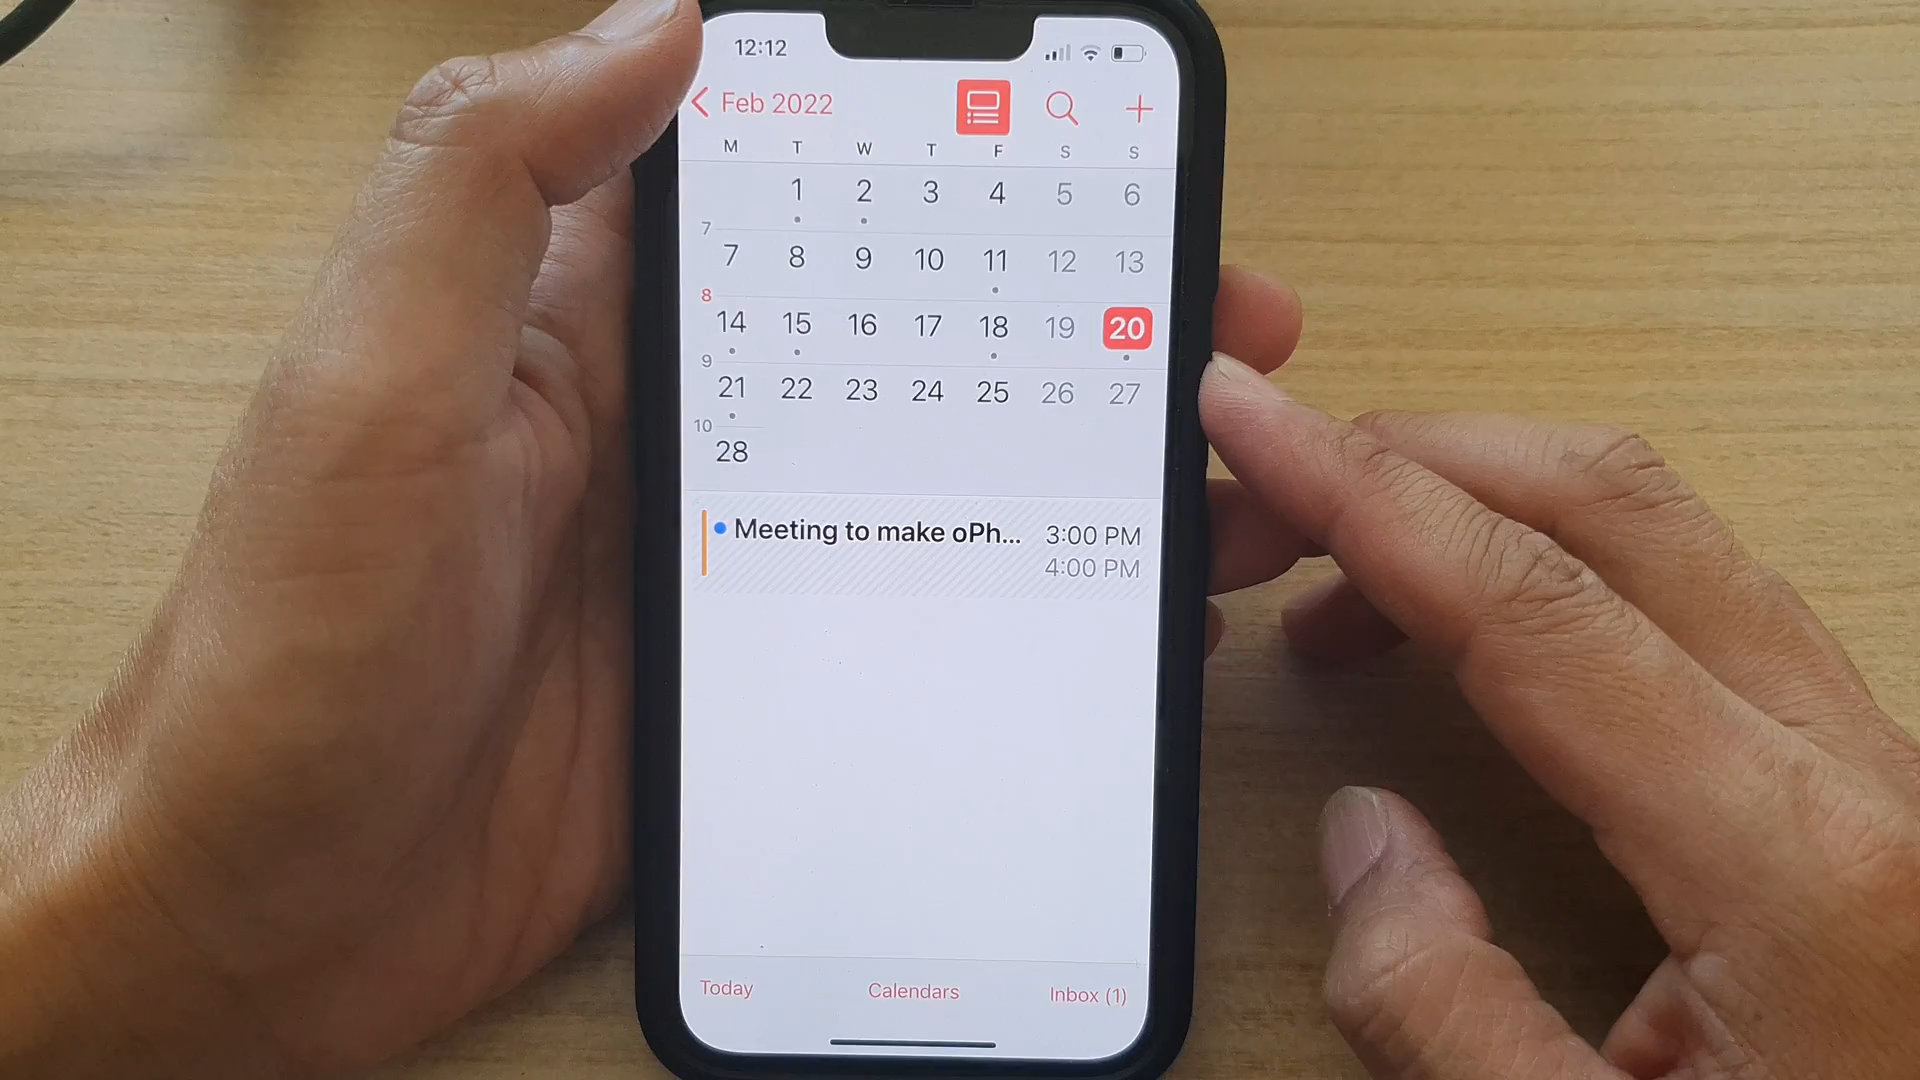 12:12
Feb 2022
M T W T F S S
1 2 3 4 5 6
7
7 8 9 10 11 12 13
8
14 15 16 17 18 19 20
9
21 22 23 24 25 26 27
10
28
Meeting to make oPh... 3:00 PM
4:00 PM
Today Calendars Inbox (1)